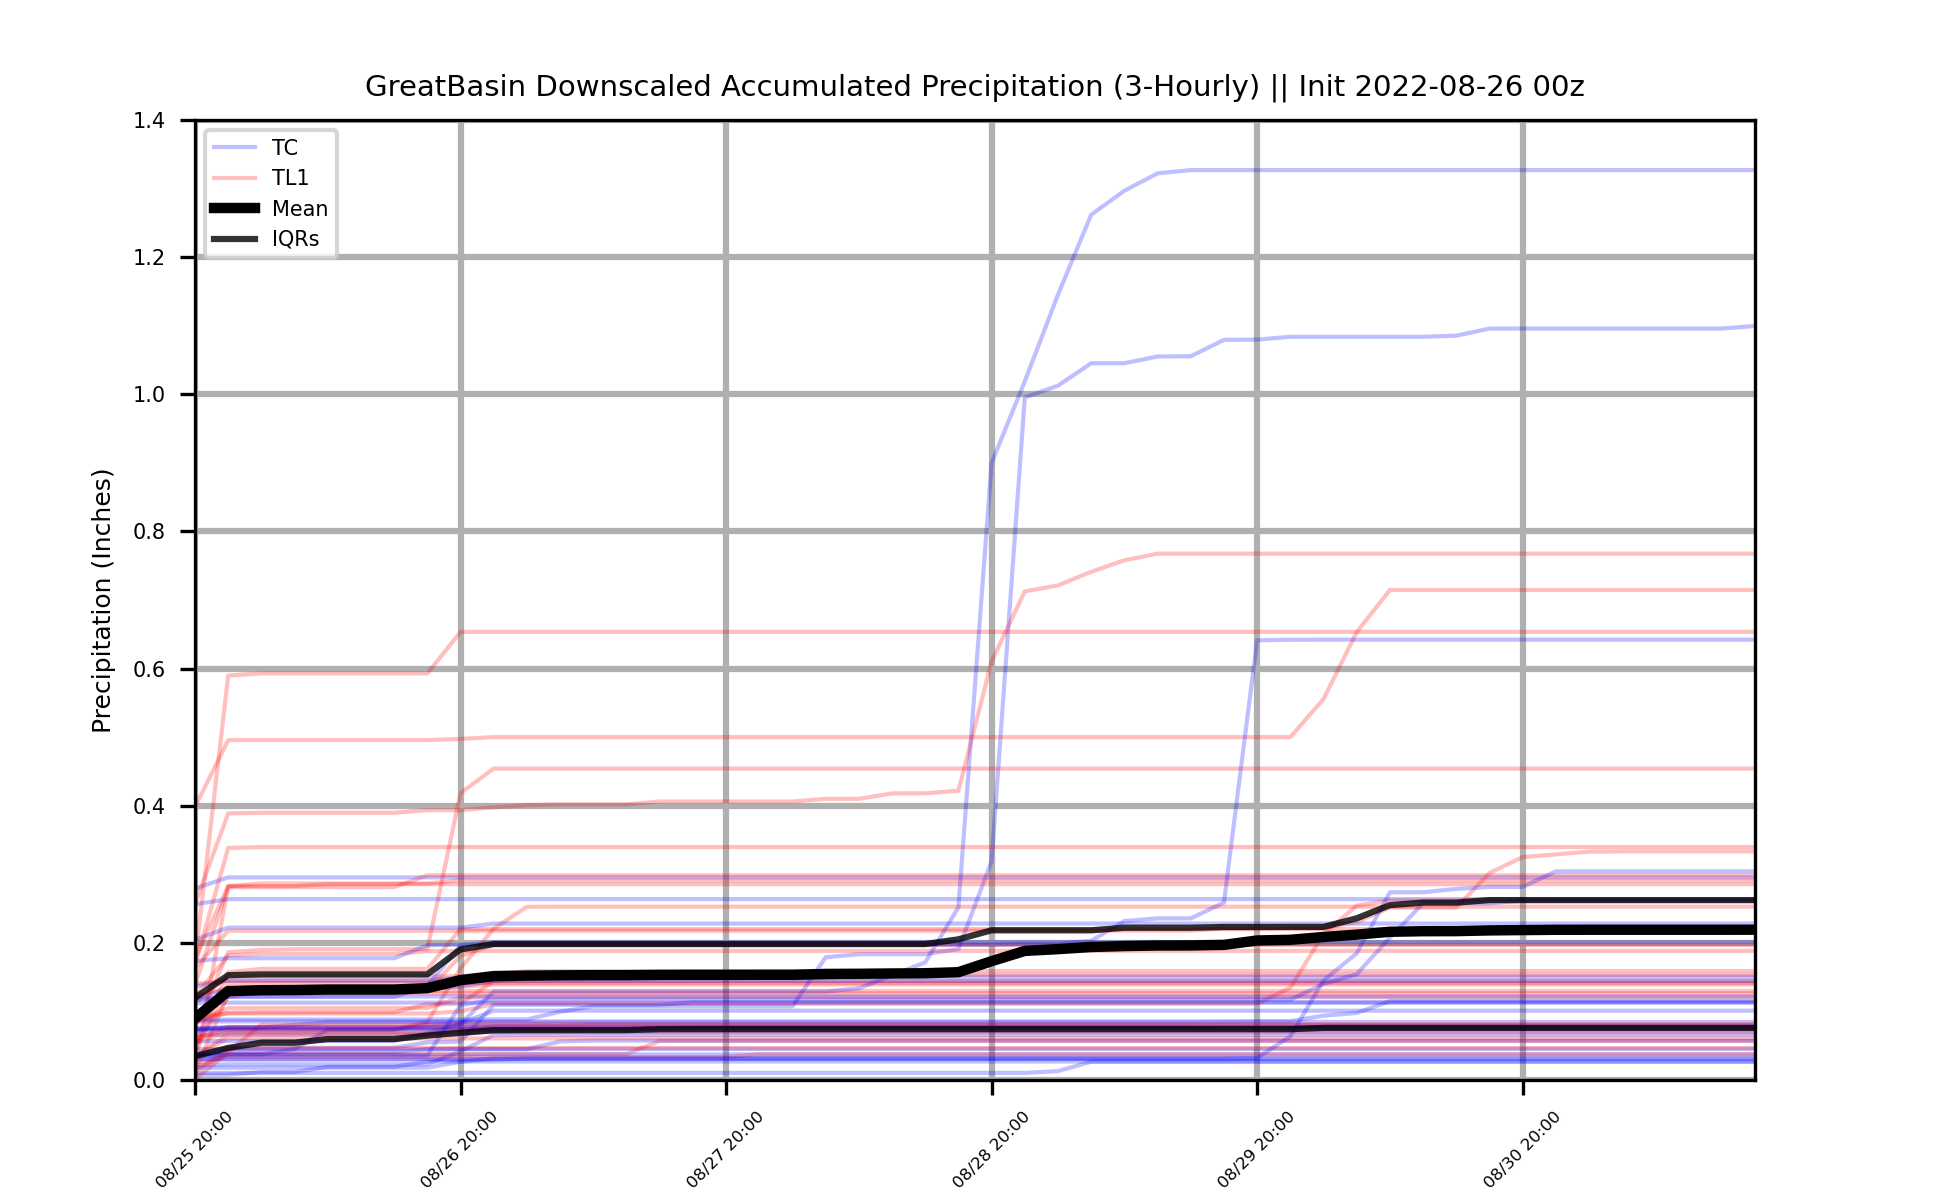 GreatBasin Downscaled Accumulated Precipitation (3-Hourly) || Init 2022-08-26 00z
TC
TL1
Mean
IQRs
Precipitation (Inches)
1.4
1.2
1.0
0.8
0.6
0.4
0.2
0.0
08/25 20:00
08/26 20:00
08/27 20:00
08/28 20:00
08/29 20:00
08/30 20:00